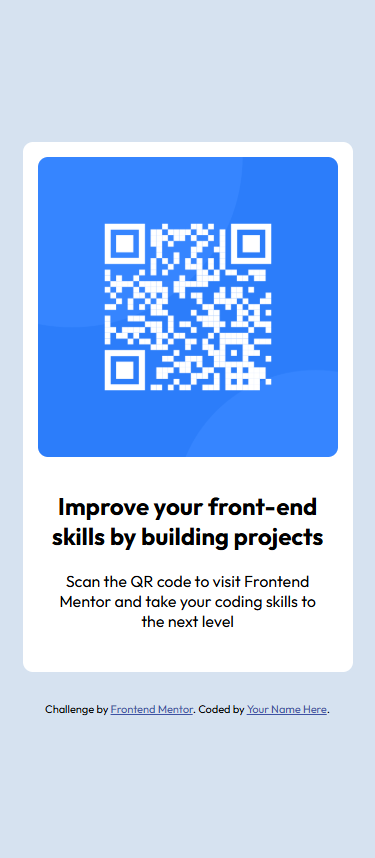 Improve your front-end
skills by building projects
Scan the QR code to visit Frontend
Mentor and take your coding skills to
the next level
Challenge by Frontend Mentor. Coded by Your Name Here.